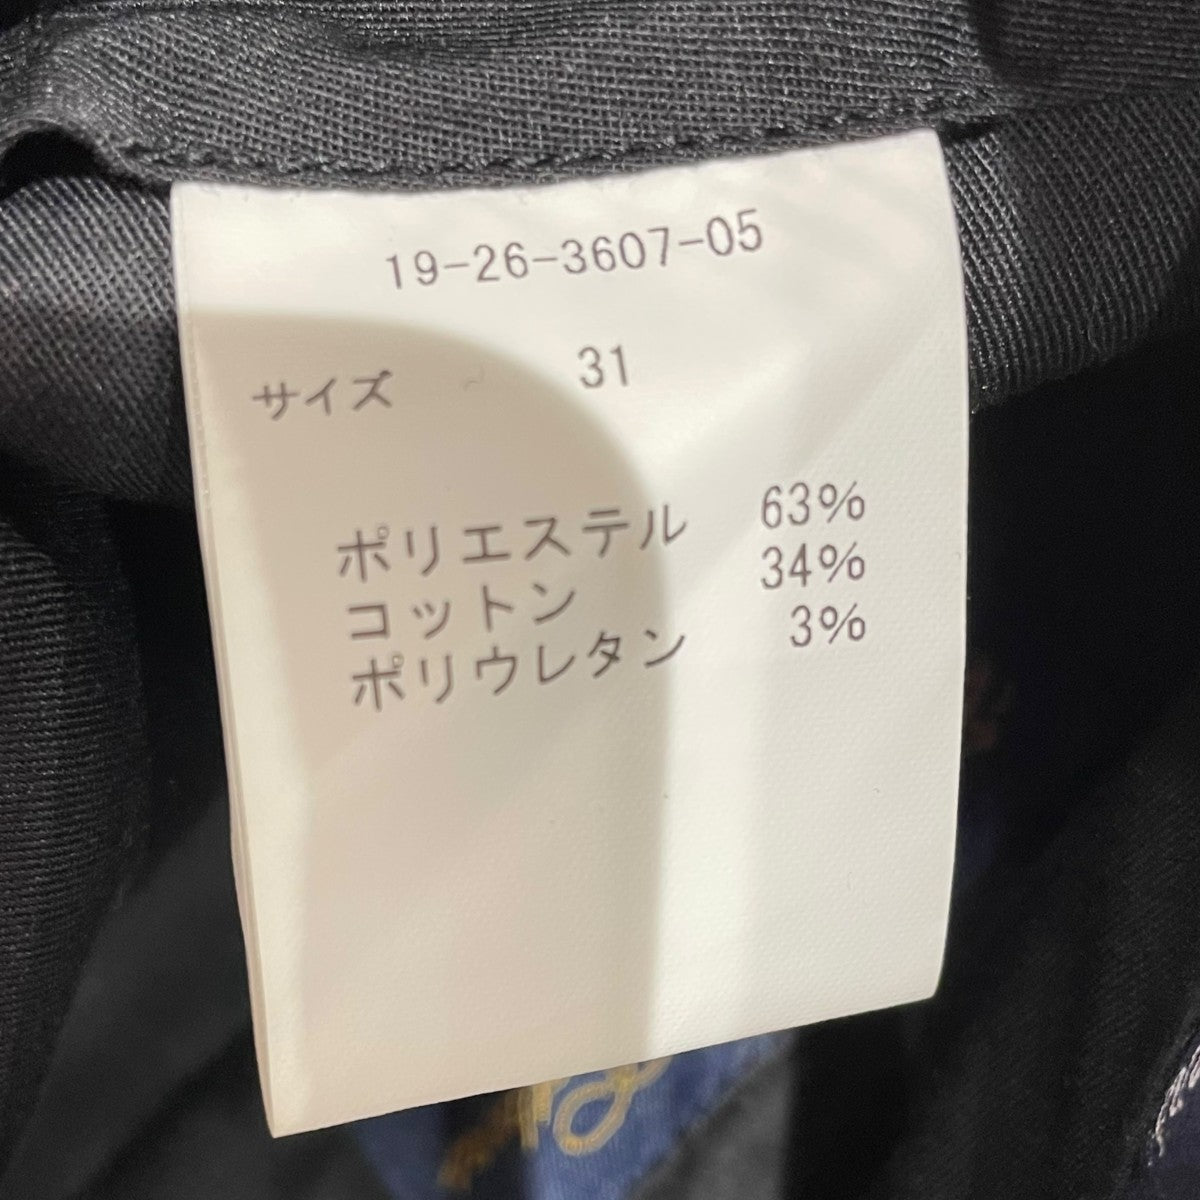 19-26-3607-05
サイズ 31
ポリエステル 63%
コットン 34%
ポリウレタン 3%